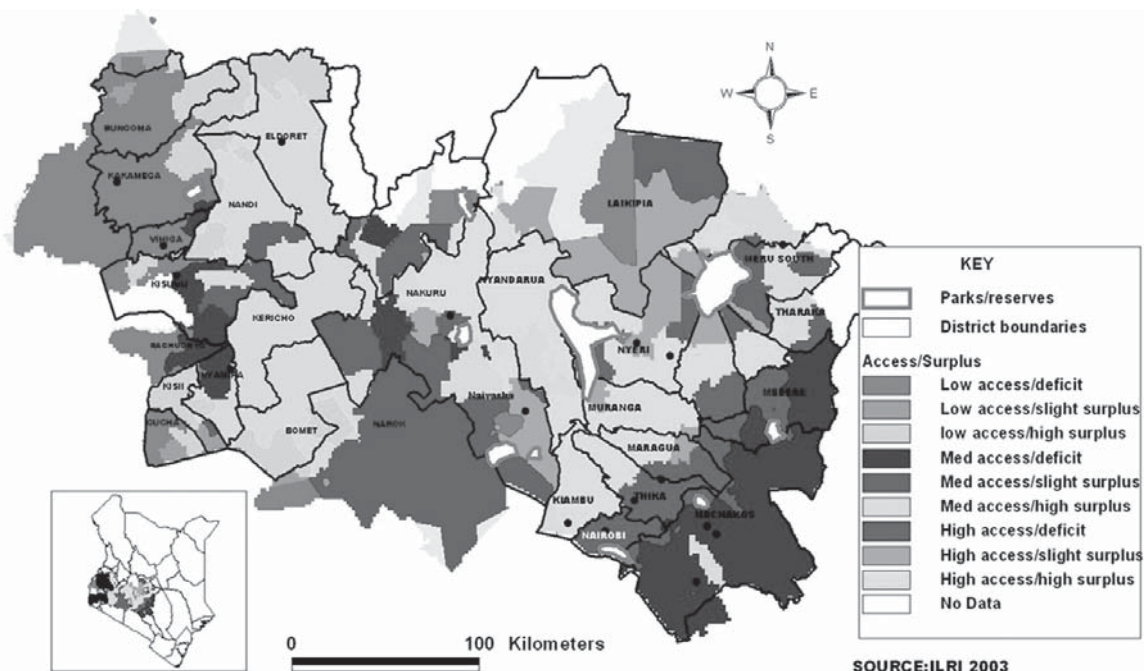 N
W E
S
BUNGOMA
ELDORET
KAKAMEGA
NANDI
LAIKIPIA
VIHIGA
MERU SOUTH
KISUMU
NYANDARUA
NAKURU
KERICHO
THARAKA
NYERI
KISII
NYAMIRA
MBEERE
Naivasha
GUCHA
MURANGA
BOMET
NAROK
MARAGUA
KIAMBU
THIKA
MACHAKOS
NAIROBI
KEY
Parks/reserves
District boundaries
Access/Surplus
Low access/deficit
Low access/slight surplus
low access/high surplus
Med access/deficit
Med access/slight surplus
Med access/high surplus
High access/deficit
High access/slight surplus
High access/high surplus
No Data
0 100 Kilometers
SOURCE:ILRI 2003